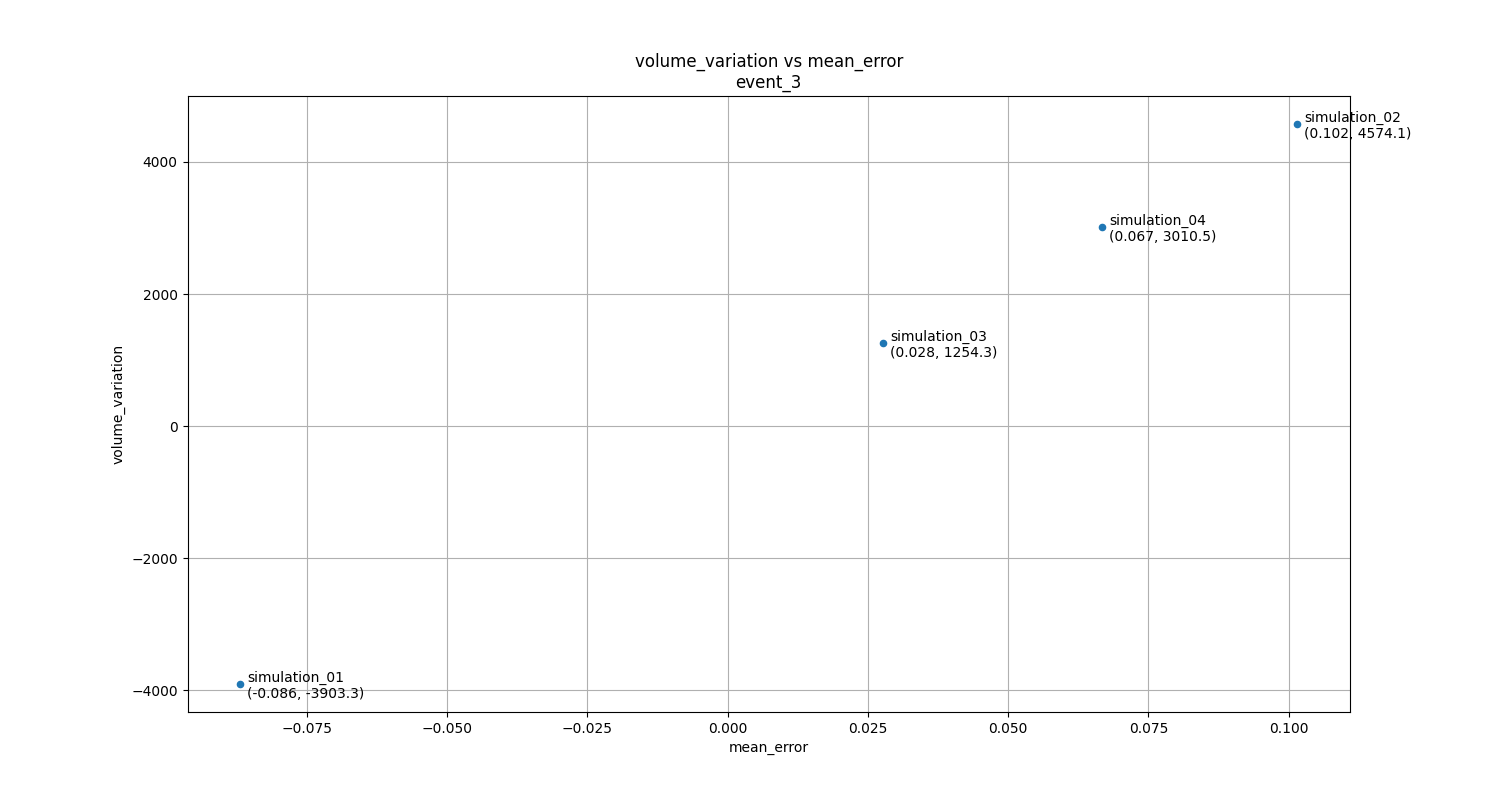 volume_variation vs mean_error
event_3
simulation_02
(0.102, 4574.1)
4000
simulation_04
(0.067, 3010.5)
2000
simulation_03
(0.028, 1254.3)
volume_variation
0
−2000
simulation_01
(-0.086, -3903.3)
−4000
−0.075
−0.050
−0.025
0.000
0.025
0.050
0.075
0.100
mean_error